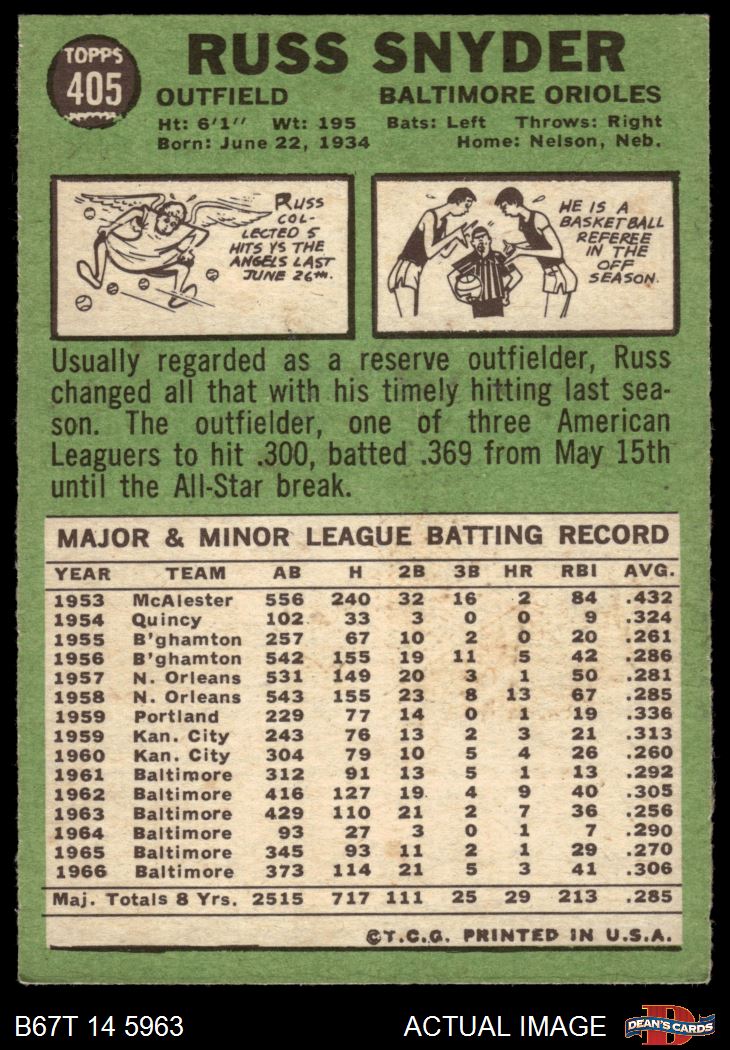 TOPPS
405
RUSS SNYDER
OUTFIELD BALTIMORE ORIOLES
Ht: 6'1" Wt: 195 Bats: Left Throws: Right
Born: June 22, 1934 Home: Nelson, Neb.
RUSS
COL-
LECTED 5
HITS VS THE
ANGELS LAST
JUNE 26TH.
HE IS A
BASKETBALL
REFEREE
IN THE
OFF
SEASON.
Usually regarded as a reserve outfielder, Russ
changed all that with his timely hitting last sea-
son. The outfielder, one of three American
Leaguers to hit .300, batted .369 from May 15th
until the All-Star break.
MAJOR & MINOR LEAGUE BATTING RECORD
YEAR TEAM AB H 2B 3B HR RBI AVG.
1953 McAlester 556 240 32 16 2 84 .432
1954 Quincy 102 33 3 0 0 9 .324
1955 B'ghamton 257 67 10 2 0 20 .261
1956 B'ghamton 542 155 19 11 5 42 .286
1957 N. Orleans 531 149 20 3 1 50 .281
1958 N. Orleans 543 155 23 8 13 67 .285
1959 Portland 229 77 14 0 1 19 .336
1959 Kan. City 243 76 13 2 3 21 .313
1960 Kan. City 304 79 10 5 4 26 .260
1961 Baltimore 312 91 13 5 1 13 .292
1962 Baltimore 416 127 19 4 9 40 .305
1963 Baltimore 429 110 21 2 7 36 .256
1964 Baltimore 93 27 3 0 1 7 .290
1965 Baltimore 345 93 11 2 1 29 .270
1966 Baltimore 373 114 21 5 3 41 .306
Maj. Totals 8 Yrs. 2515 717 111 25 29 213 .285
©T.C.G. PRINTED IN U.S.A.
B67T 14 5963 ACTUAL IMAGE
D
DEAN'S CARDS